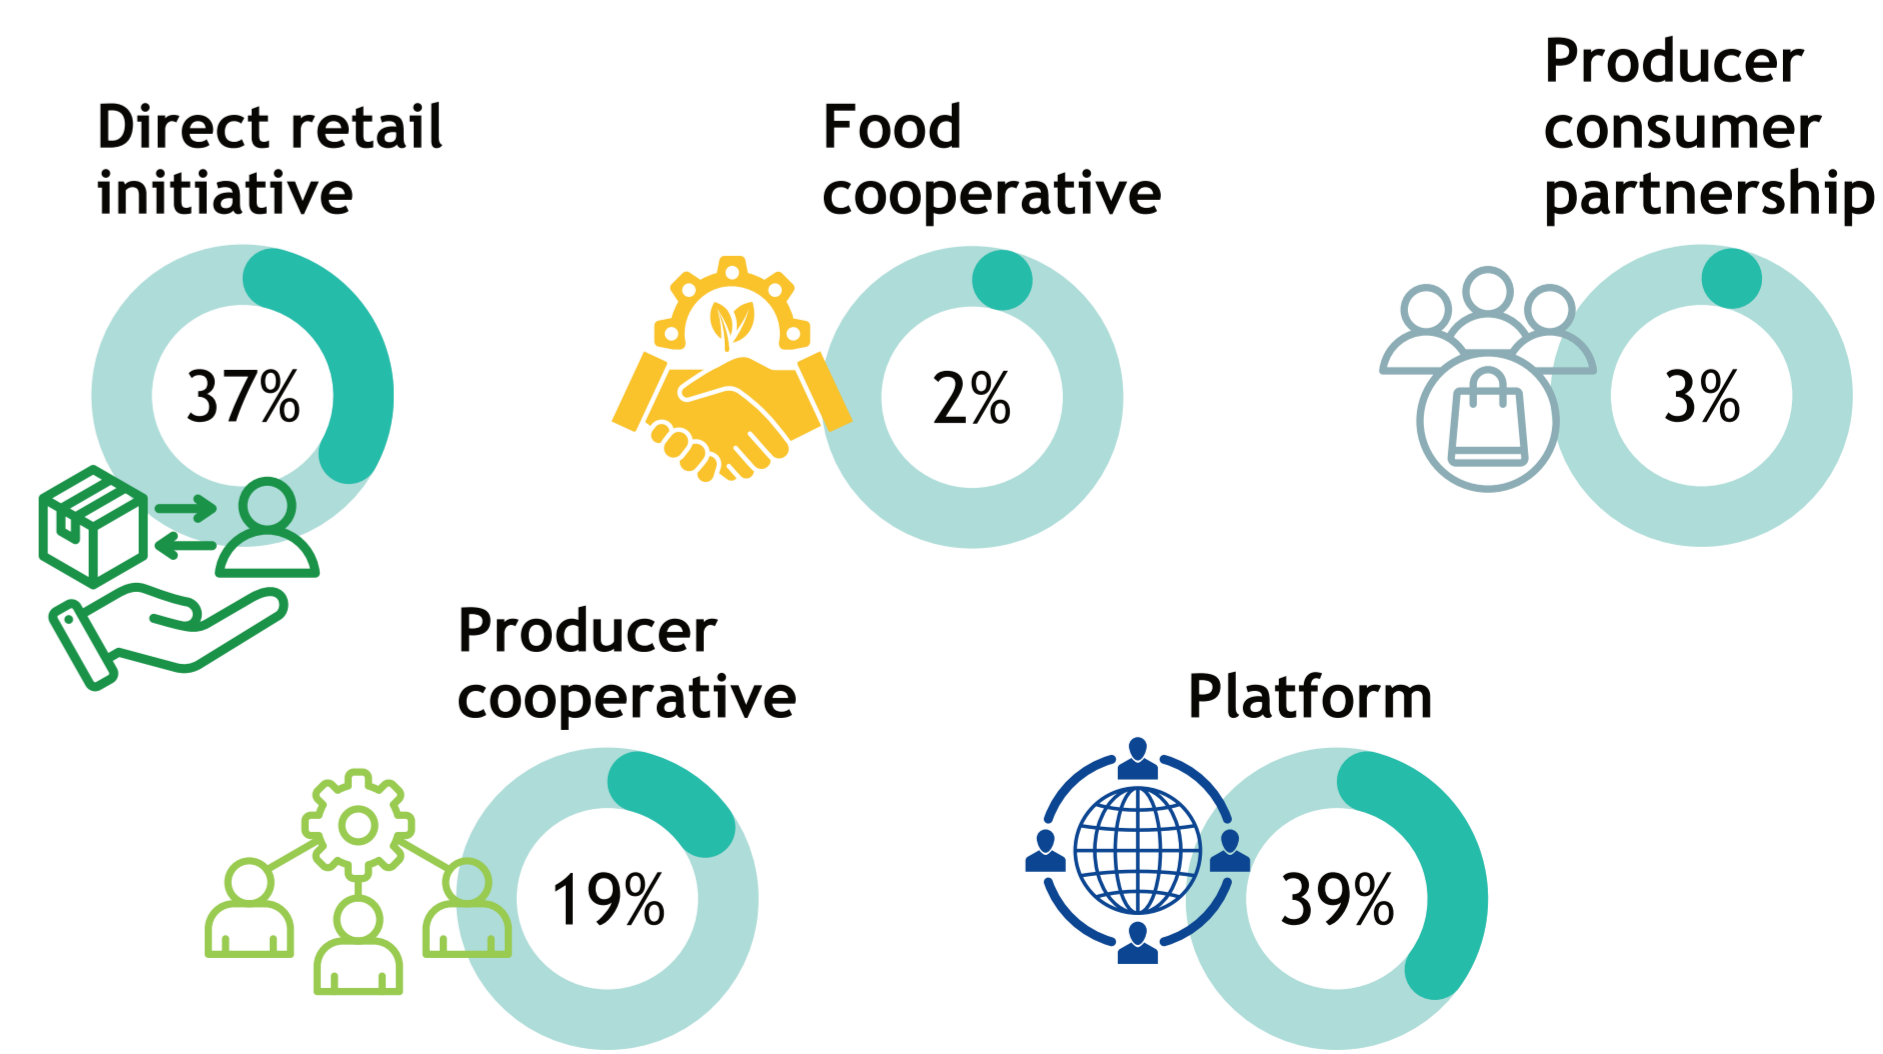 Direct retail
initiative
37%
Food
cooperative
2%
Producer
consumer
partnership
3%
Producer
cooperative
19%
Platform
39%